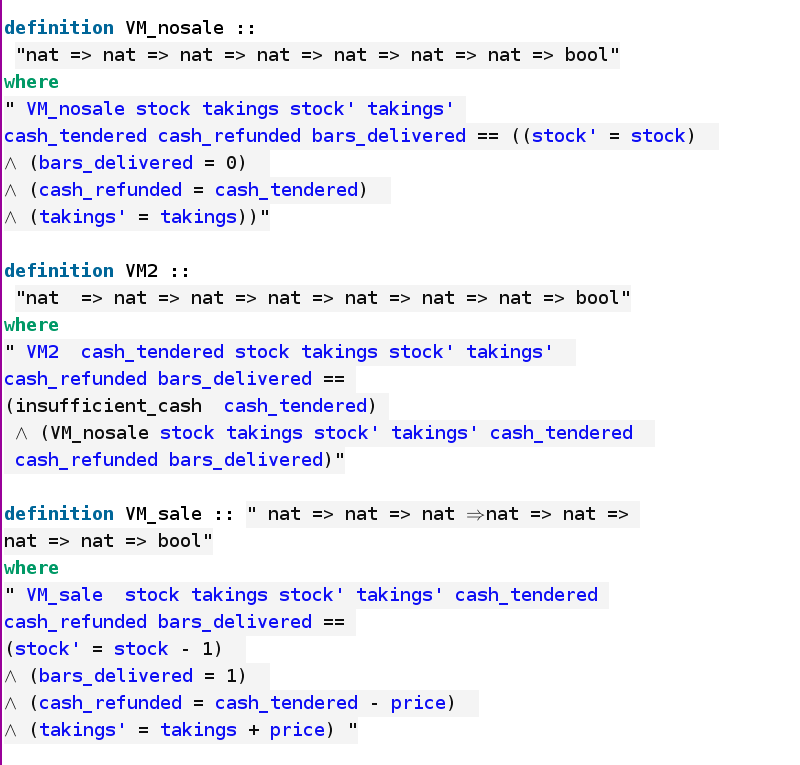 definition VM_nosale ::
"nat => nat => nat => nat => nat => nat => nat => bool"
where
" VM_nosale stock takings stock' takings'
cash_tendered cash_refunded bars_delivered == ((stock' = stock)
∧ (bars_delivered = 0)
∧ (cash_refunded = cash_tendered)
∧ (takings' = takings))"
definition VM2 ::
"nat  => nat => nat => nat => nat => nat => nat => bool"
where
" VM2  cash_tendered stock takings stock' takings'
cash_refunded bars_delivered ==
(insufficient_cash  cash_tendered)
∧ (VM_nosale stock takings stock' takings' cash_tendered
cash_refunded bars_delivered)"
definition VM_sale :: " nat => nat => nat ⇒nat => nat =>
nat => nat => bool"
where
" VM_sale  stock takings stock' takings' cash_tendered
cash_refunded bars_delivered ==
(stock' = stock - 1)
∧ (bars_delivered = 1)
∧ (cash_refunded = cash_tendered - price)
∧ (takings' = takings + price) "